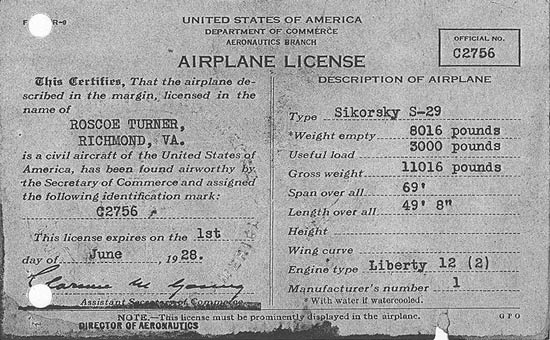 UNITED STATES OF AMERICA
DEPARTMENT OF COMMERCE
AERONAUTICS BRANCH
AIRPLANE LICENSE
OFFICIAL NO.
C2756
This Certifies, That the airplane de-
scribed in the margin, licensed in the
name of
ROSCOE TURNER,
RICHMOND, VA.
is a civil aircraft of the United States of
America, has been found airworthy by
the Secretary of Commerce and assigned
the following identification mark:
C2756
This license expires on the 1st
day of June, 1928.
Clarence M. Young
Assistant Secretary of Commerce
DIRECTOR OF AERONAUTICS
DESCRIPTION OF AIRPLANE
Type Sikorsky S-29
*Weight empty 8016 pounds
Useful load 3000 pounds
Gross weight 11016 pounds
Span over all 69'
Length over all 49' 8"
Height
Wing curve
Engine type Liberty 12 (2)
Manufacturer's number 1
*With water if watercooled.
NOTE.—This license must be prominently displayed in the airplane.
GPO